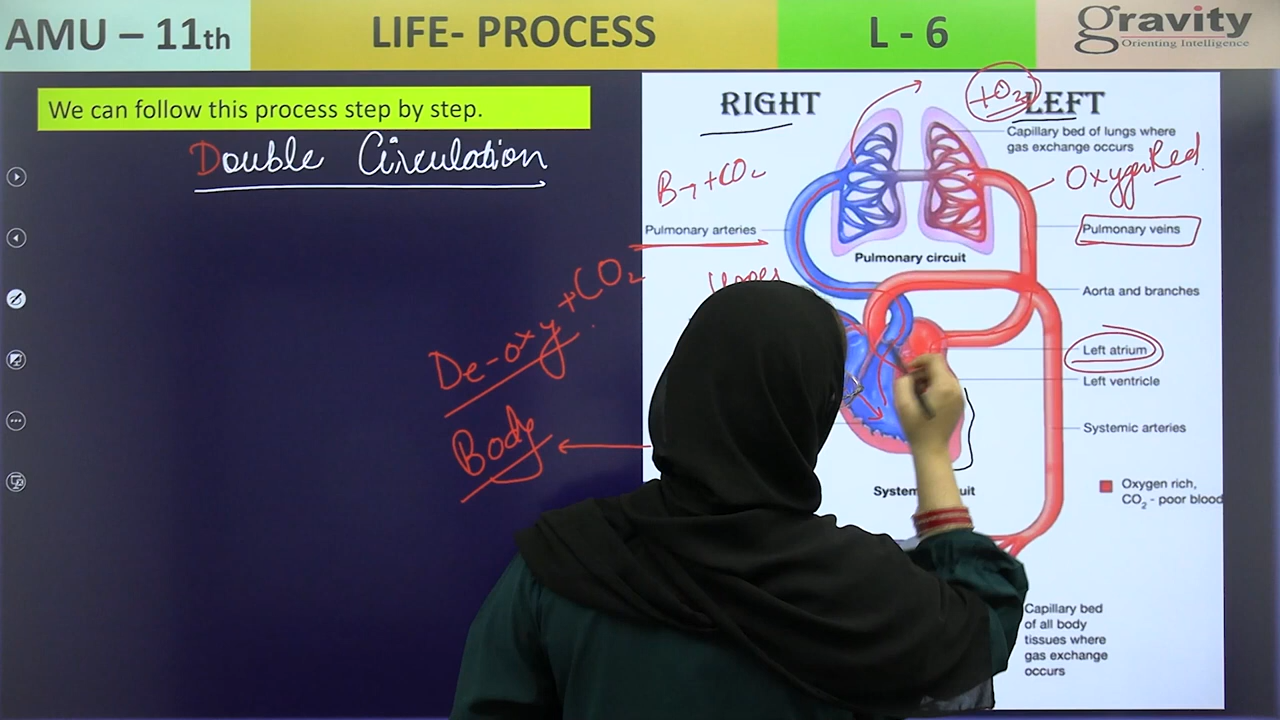 AMU – 11th
LIFE- PROCESS
L - 6
gravity
Orienting Intelligence
We can follow this process step by step.
Double Circulation
RIGHT
+O2
LEFT
Capillary bed of lungs where
gas exchange occurs
B→+CO2
OxygenRed
Pulmonary arteries
Pulmonary veins
Pulmonary circuit
De-oxy+CO2
Aorta and branches
Left atrium
Left ventricle
Body
Systemic arteries
Oxygen rich,
CO2 - poor blood
Capillary bed
of all body
tissues where
gas exchange
occurs